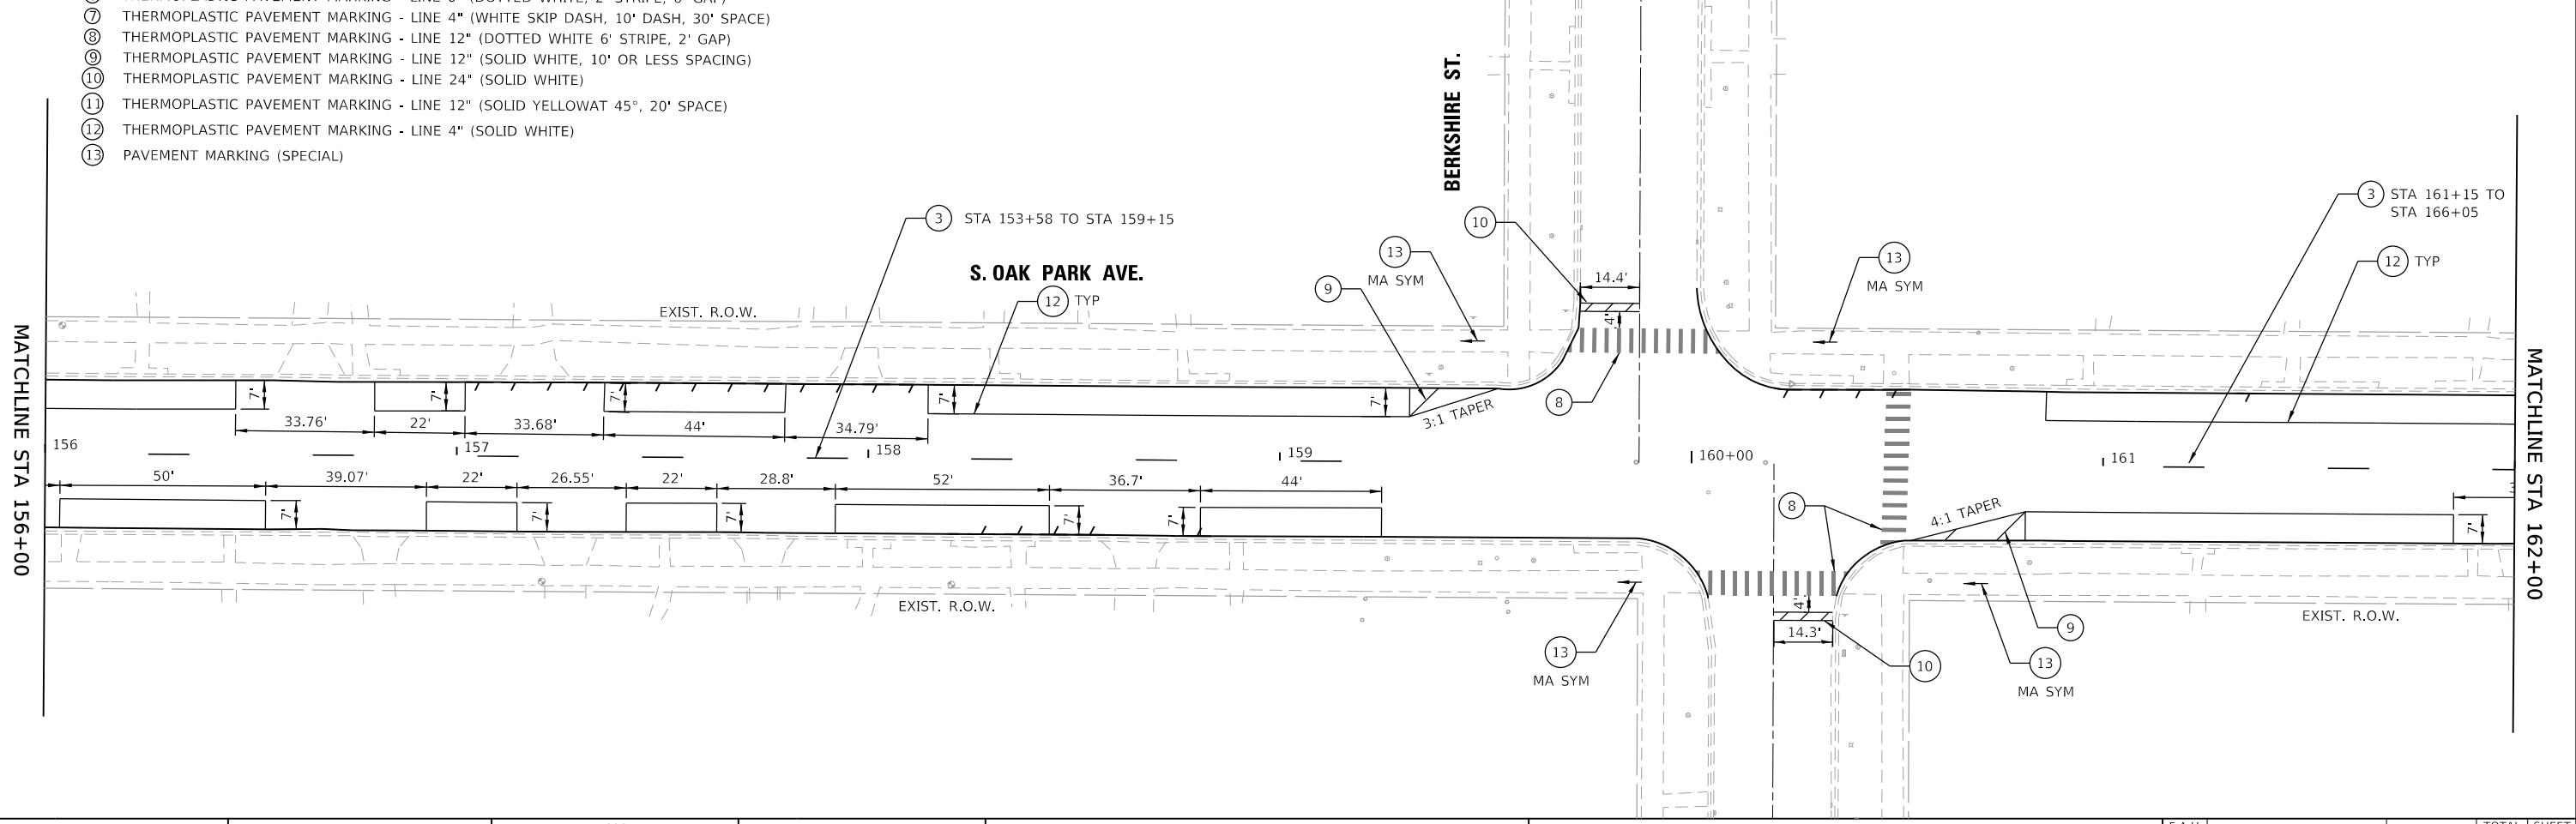 ⑦ THERMOPLASTIC PAVEMENT MARKING - LINE 4" (WHITE SKIP DASH, 10' DASH, 30' SPACE)
⑧ THERMOPLASTIC PAVEMENT MARKING - LINE 12" (DOTTED WHITE 6' STRIPE, 2' GAP)
⑨ THERMOPLASTIC PAVEMENT MARKING - LINE 12" (SOLID WHITE, 10' OR LESS SPACING)
⑩ THERMOPLASTIC PAVEMENT MARKING - LINE 24" (SOLID WHITE)
⑪ THERMOPLASTIC PAVEMENT MARKING - LINE 12" (SOLID YELLOWAT 45°, 20' SPACE)
⑫ THERMOPLASTIC PAVEMENT MARKING - LINE 4" (SOLID WHITE)
⑬ PAVEMENT MARKING (SPECIAL)
BERKSHIRE ST.
③ STA 153+58 TO STA 159+15
③ STA 161+15 TO
STA 166+05
⑩
S. OAK PARK AVE.
⑬
MA SYM
⑬
MA SYM
⑫ TYP
⑫ TYP
⑨
14.4'
4'
EXIST. R.O.W.
MATCHLINE STA 156+00
MATCHLINE STA 162+00
7'
7'
7'
7'
7'
3:1 TAPER
⑧
33.76'
22'
33.68'
44'
34.79'
156
157
158
159
160+00
161
50'
39.07'
22'
26.55'
22'
28.8'
52'
36.7'
44'
7'
7'
7'
7'
7'
⑧
4:1 TAPER
7'
EXIST. R.O.W.
EXIST. R.O.W.
4'
14.3'
⑨
⑬
MA SYM
⑩
⑬
MA SYM
TOTAL
SHEET